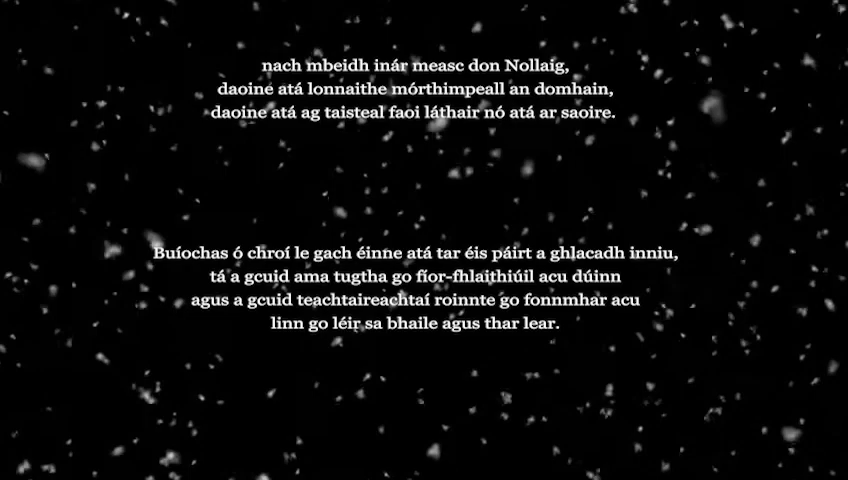 nach mbeidh inár measc don Nollaig,
daoine atá lonnaithe mórthimpeall an domhain,
daoine atá ag taisteal faoi láthair nó atá ar saoire.
Buíochas ó chroí le gach éinne atá tar éis páirt a ghlacadh inniu,
tá a gcuid ama tugtha go fíor-fhlaithiúil acu dúinn
agus a gcuid teachtaireachtaí roinnte go fonnmhar acu
linn go léir sa bhaile agus thar lear.